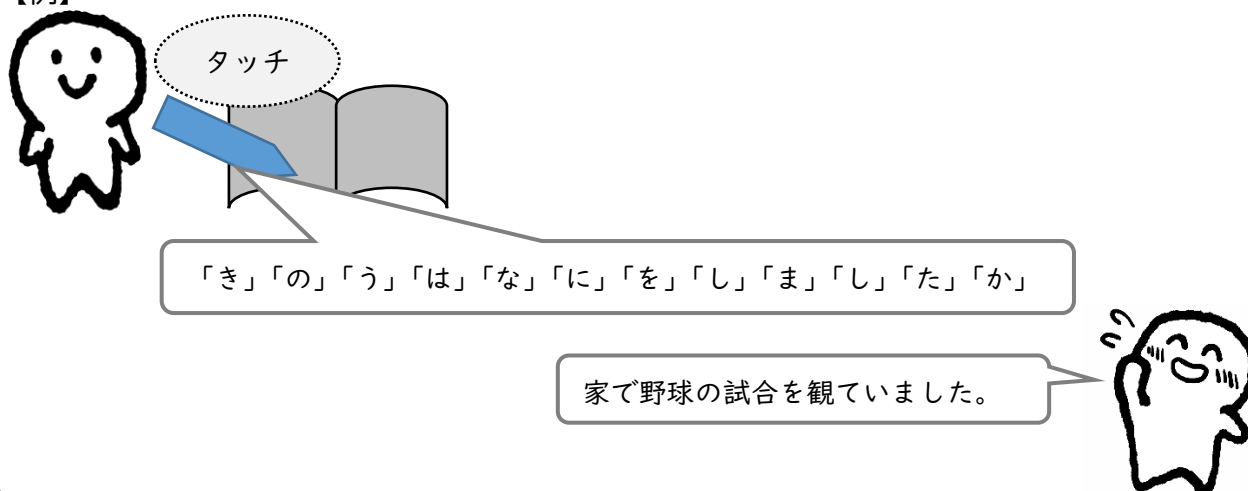 【例】
タッチ
「き」「の」「う」「は」「な」「に」「を」「し」「ま」「し」「た」「か」
家で野球の試合を観ていました。